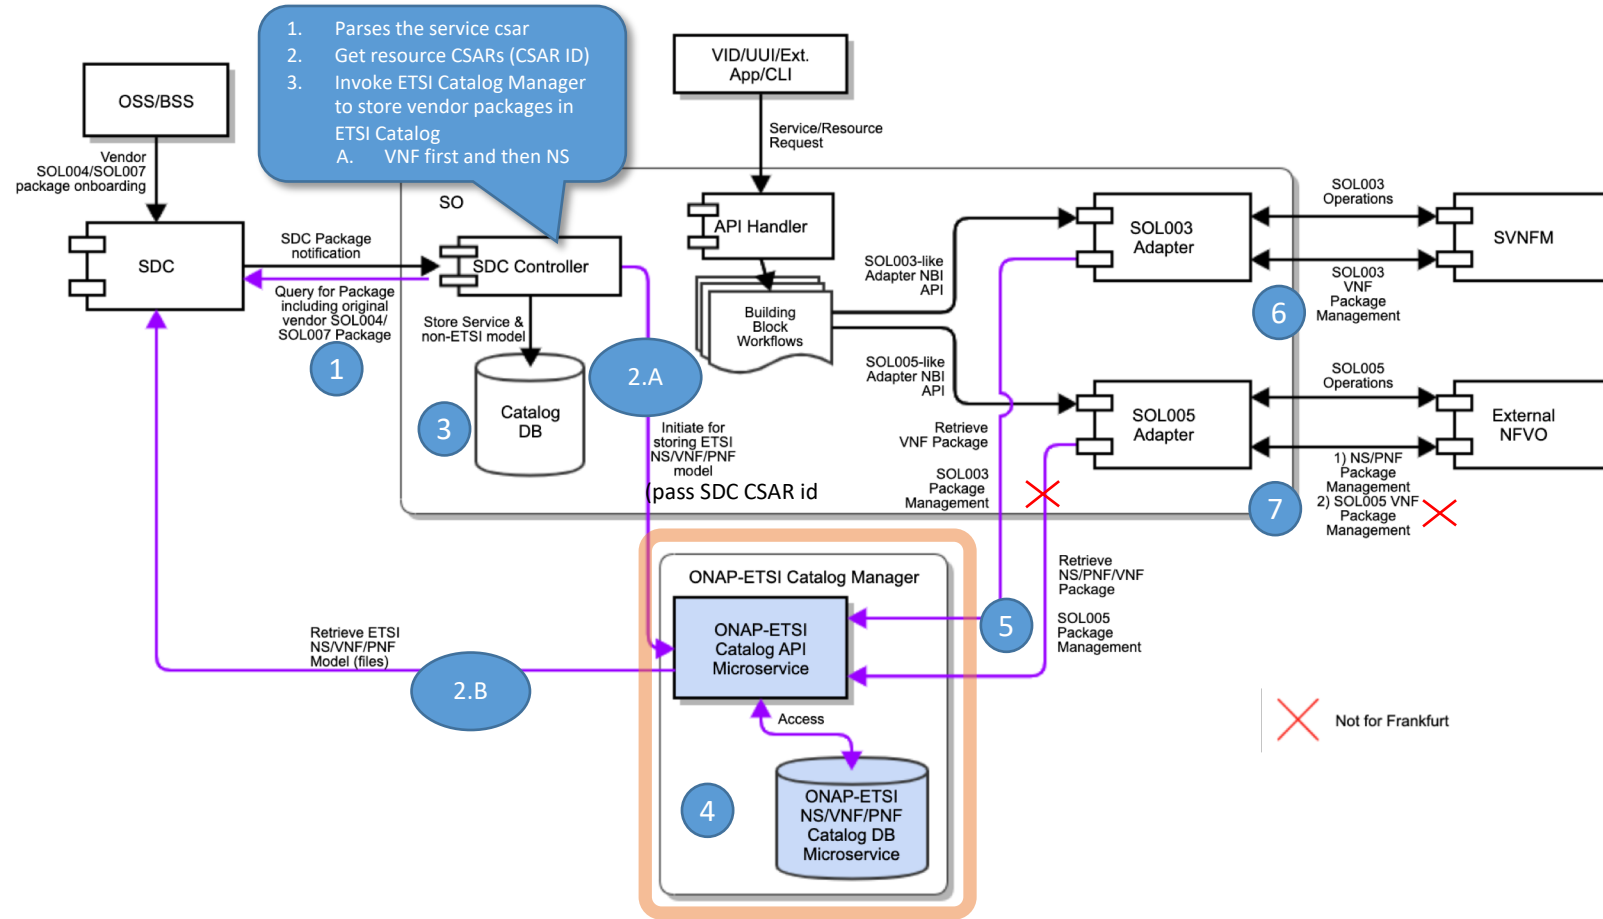 1. Parses the service csar
2. Get resource CSARs (CSAR ID)
3. Invoke ETSI Catalog Manager
to store vendor packages in
ETSI Catalog
A. VNF first and then NS
VID/UUI/Ext.
App/CLI
OSS/BSS
Service/Resource
Request
Vendor
SOL004/SOL007
package onboarding
SO
SDC
SDC Package
notification
SDC Controller
API Handler
SOL003-like
Adapter NBI
API
SOL003
Adapter
SOL003
Operations
SVNFM
SOL003
VNF
Package
Management
6
Query for Package
including original
vendor SOL004/
SOL007 Package
1
Store Service &
non-ETSI model
2.A
Building
Block
Workflows
SOL005-like
Adapter NBI
API
Catalog
DB
3
SOL005
Adapter
SOL005
Operations
External
NFVO
Initiate for
storing ETSI
NS/VNF/PNF
model
(pass SDC CSAR id
Retrieve
VNF Package
SOL003
Package
Management
1) NS/PNF
Package
Management
2) SOL005 VNF
Package
Management
7
ONAP-ETSI Catalog Manager
Retrieve
NS/PNF/VNF
Package
5
SOL005
Package
Management
ONAP-ETSI
Catalog API
Microservice
Retrieve ETSI
NS/VNF/PNF
Model (files)
2.B
Access
Not for Frankfurt
4
ONAP-ETSI
NS/VNF/PNF
Catalog DB
Microservice